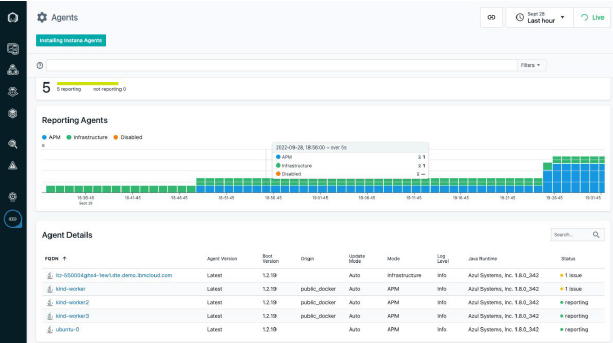 Agents
Sept 28
Last hour
Live
Installing Instana Agents
Filters
5
5 reporting
not reporting 0
Reporting Agents
APM
Infrastructure
Disabled
2022-09-28, 18:56:00 – over 5s
APM
Σ 1
Infrastructure
Σ 1
Disabled
Σ —
18:36:45
Sept 28
18:41:45
18:46:45
18:51:45
18:56:45
19:01:45
19:06:45
19:11:45
19:16:45
19:21:45
19:26:45
19:31:45
Agent Details
Search...
FQDN ↑
Agent Version
Boot Version
Origin
Update Mode
Mode
Log Level
Java Runtime
Status
Latest
1.2.19
Auto
Infrastructure
Info
Azul Systems, Inc. 1.8.0_342
1 issue
kind-worker
Latest
1.2.19
public_docker
Auto
APM
Info
Azul Systems, Inc. 1.8.0_342
1 issue
kind-worker2
Latest
1.2.19
public_docker
Auto
APM
Info
Azul Systems, Inc. 1.8.0_342
reporting
kind-worker3
Latest
1.2.19
public_docker
Auto
APM
Info
Azul Systems, Inc. 1.8.0_342
reporting
ubuntu-0
Latest
1.2.19
Auto
APM
Info
Azul Systems, Inc. 1.8.0_342
reporting